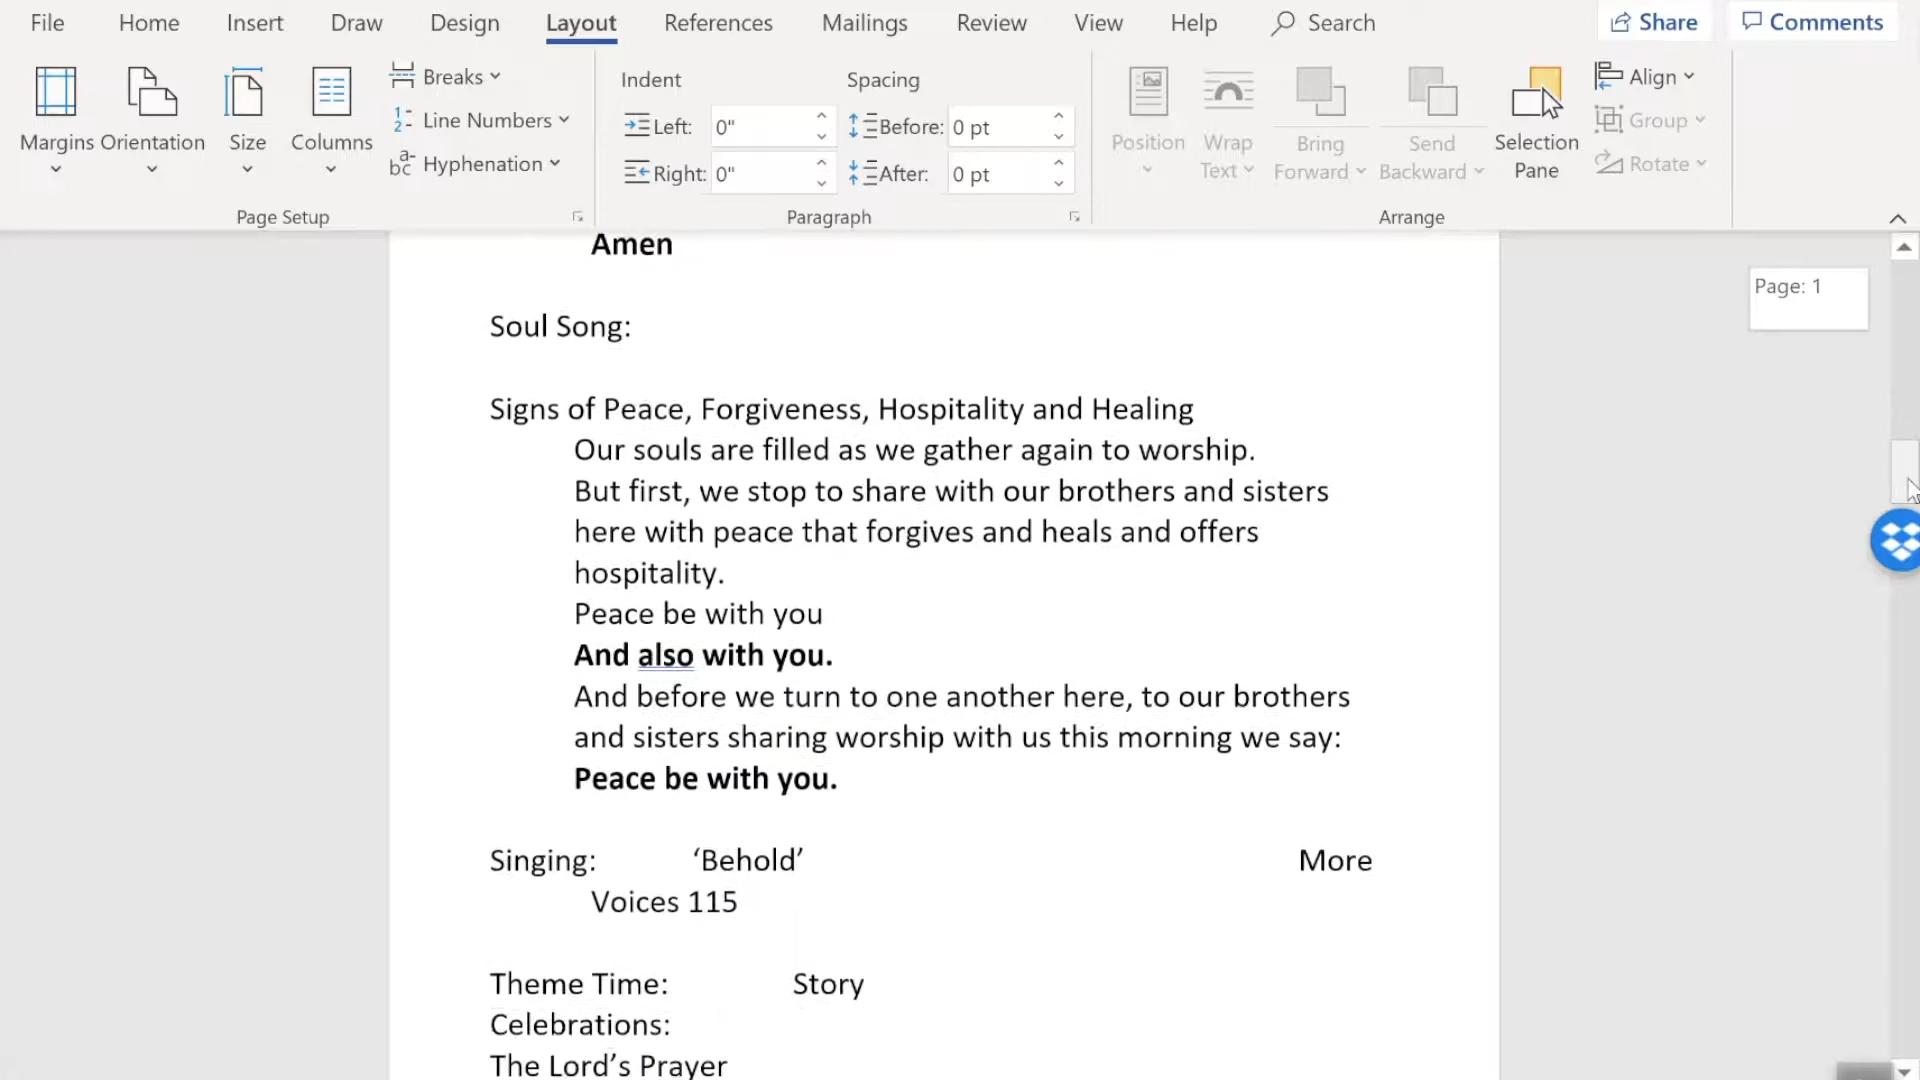 File Home Insert Draw Design Layout References Mailings Review View Help Search Share Comments
Margins Orientation Size Columns
Breaks
Line Numbers
Hyphenation
Page Setup
Indent Spacing
Left: 0" Before: 0 pt
Right: 0" After: 0 pt
Paragraph
Position Wrap Text Bring Forward Send Backward Selection Pane
Align
Group
Rotate
Arrange
Page: 1
Amen
Soul Song:
Signs of Peace, Forgiveness, Hospitality and Healing
Our souls are filled as we gather again to worship.
But first, we stop to share with our brothers and sisters
here with peace that forgives and heals and offers
hospitality.
Peace be with you
And also with you.
And before we turn to one another here, to our brothers
and sisters sharing worship with us this morning we say:
Peace be with you.
Singing: ‘Behold’ More
Voices 115
Theme Time: Story
Celebrations:
The Lord’s Prayer